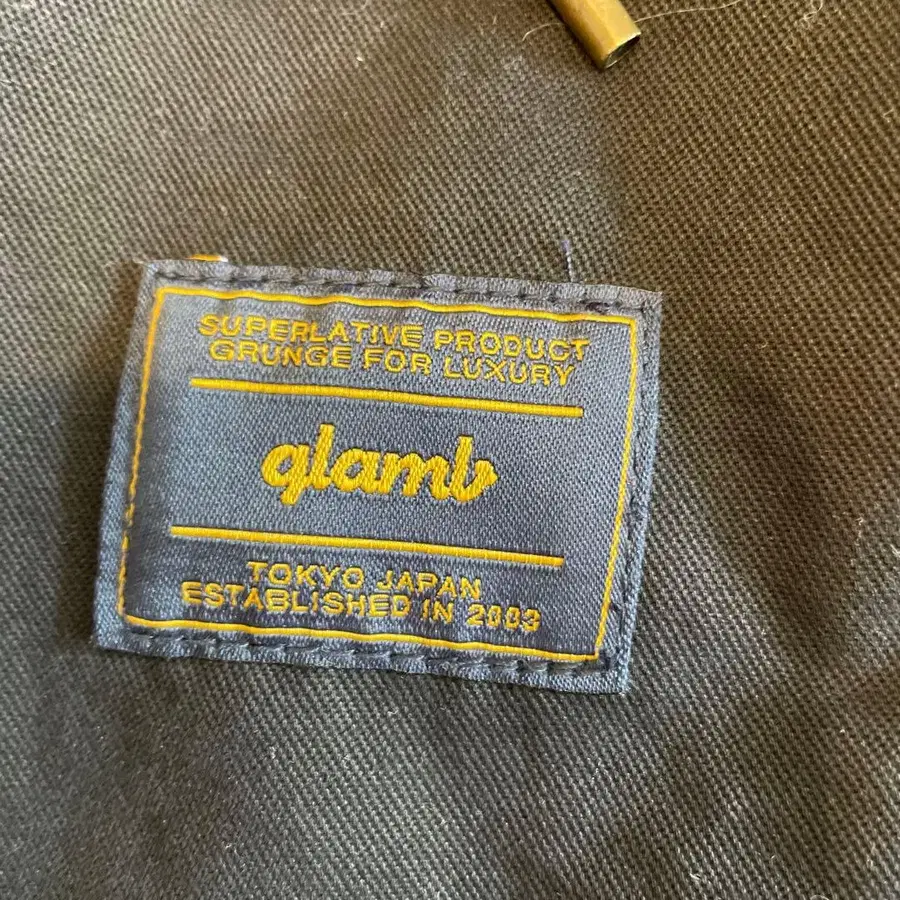 SUPERLATIVE PRODUCT
GRUNGE FOR LUXURY
glamb
TOKYO JAPAN
ESTABLISHED IN 2003